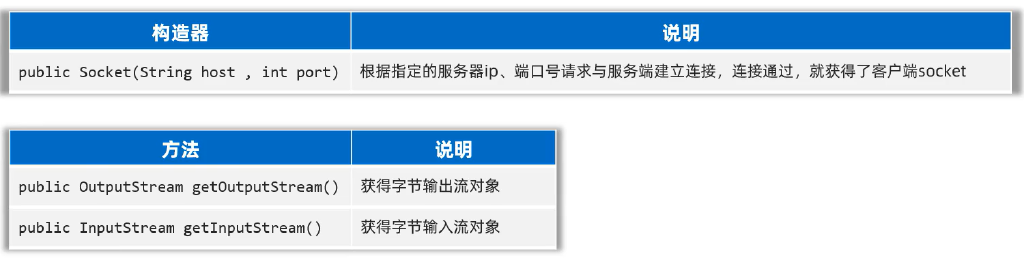 构造器 说明
public Socket(String host , int port) 根据指定的服务器ip、端口号请求与服务端建立连接，连接通过，就获得了客户端socket
方法 说明
public OutputStream getOutputStream() 获得字节输出流对象
public InputStream getInputStream() 获得字节输入流对象